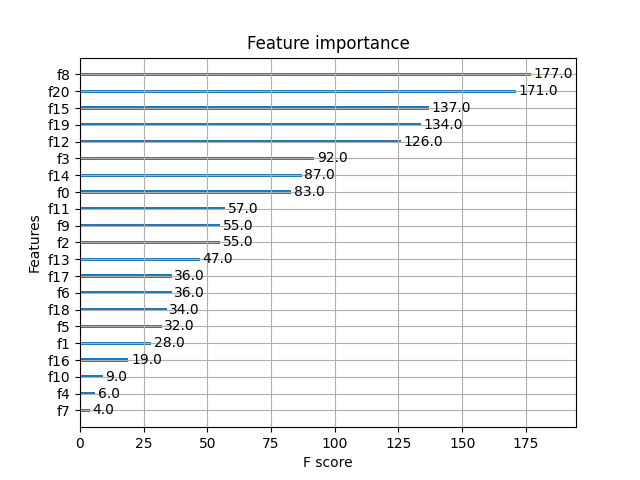 Feature importance
f8 177.0
f20 171.0
f15 137.0
f19 134.0
f12 126.0
f3 92.0
f14 87.0
f0 83.0
f11 57.0
f9 55.0
f2 55.0
f13 47.0
f17 36.0
f6 36.0
f18 34.0
f5 32.0
f1 28.0
f16 19.0
f10 9.0
f4 6.0
f7 4.0
Features
0 25 50 75 100 125 150 175
F score